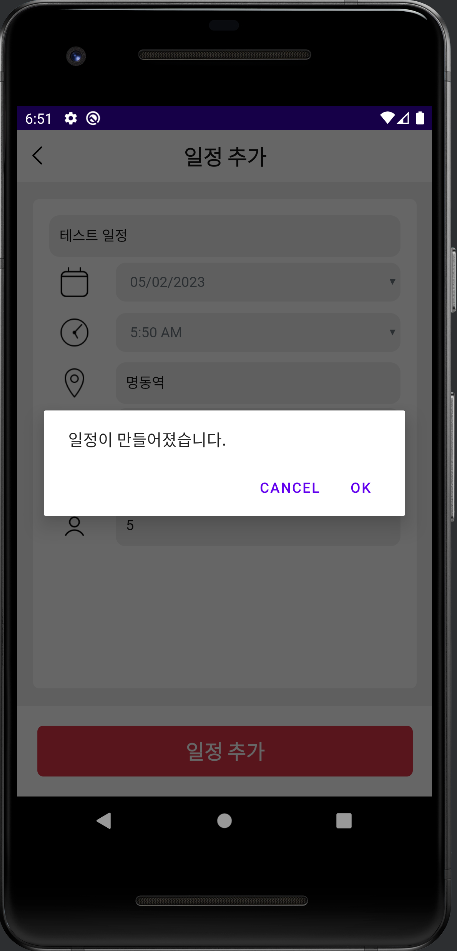 6:51
일정 추가
테스트 일정
05/02/2023
5:50 AM
명동역
일정이 만들어졌습니다.
CANCEL OK
5
일정 추가